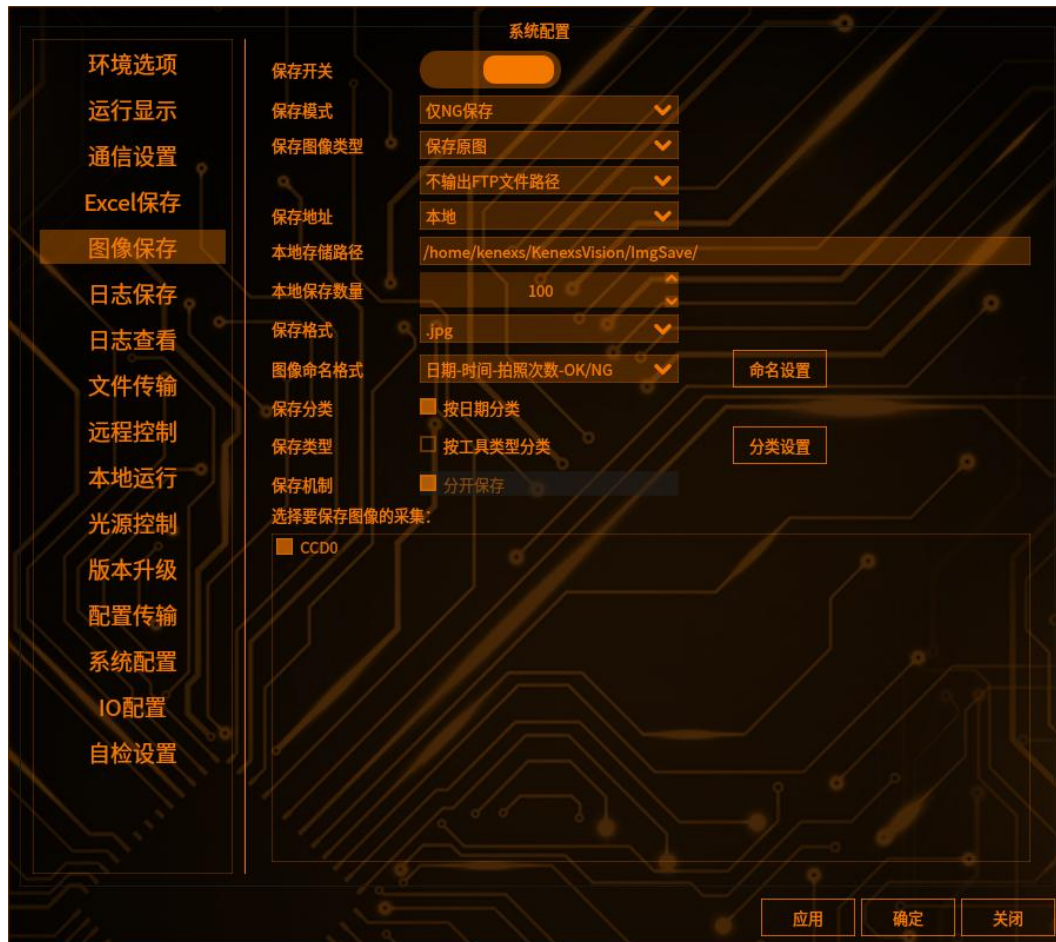 系统配置
环境选项
运行显示
通信设置
Excel保存
图像保存
日志保存
日志查看
文件传输
远程控制
本地运行
光源控制
版本升级
配置传输
系统配置
IO配置
自检设置
保存开关
保存模式 仅NG保存
保存图像类型 保存原图
不输出FTP文件路径
保存地址 本地
本地存储路径 /home/kenexs/KenexsVision/ImgSave/
本地保存数量 100
保存格式 .jpg
图像命名格式 日期-时间-拍照次数-OK/NG 命名设置
保存分类 按日期分类
保存类型 按工具类型分类 分类设置
保存机制 分开保存
选择要保存图像的采集：
CCD0
应用 确定 关闭